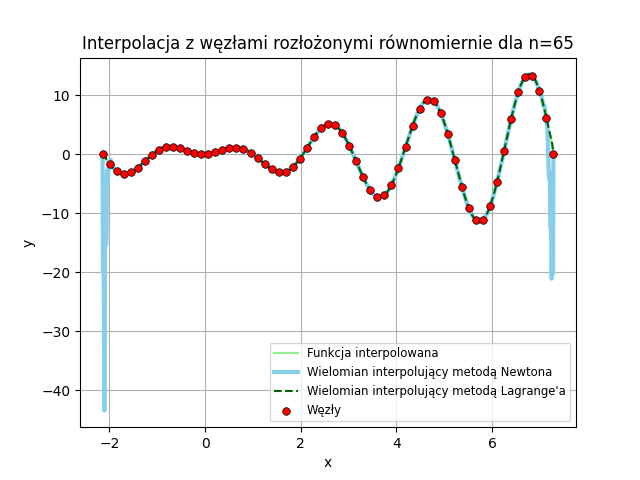 Interpolacja z węzłami rozłożonymi równomiernie dla n=65
10
0
−10
−20
−30
−40
y
−2
0
2
4
6
x
Funkcja interpolowana
Wielomian interpolujący metodą Newtona
Wielomian interpolujący metodą Lagrange'a
Węzły